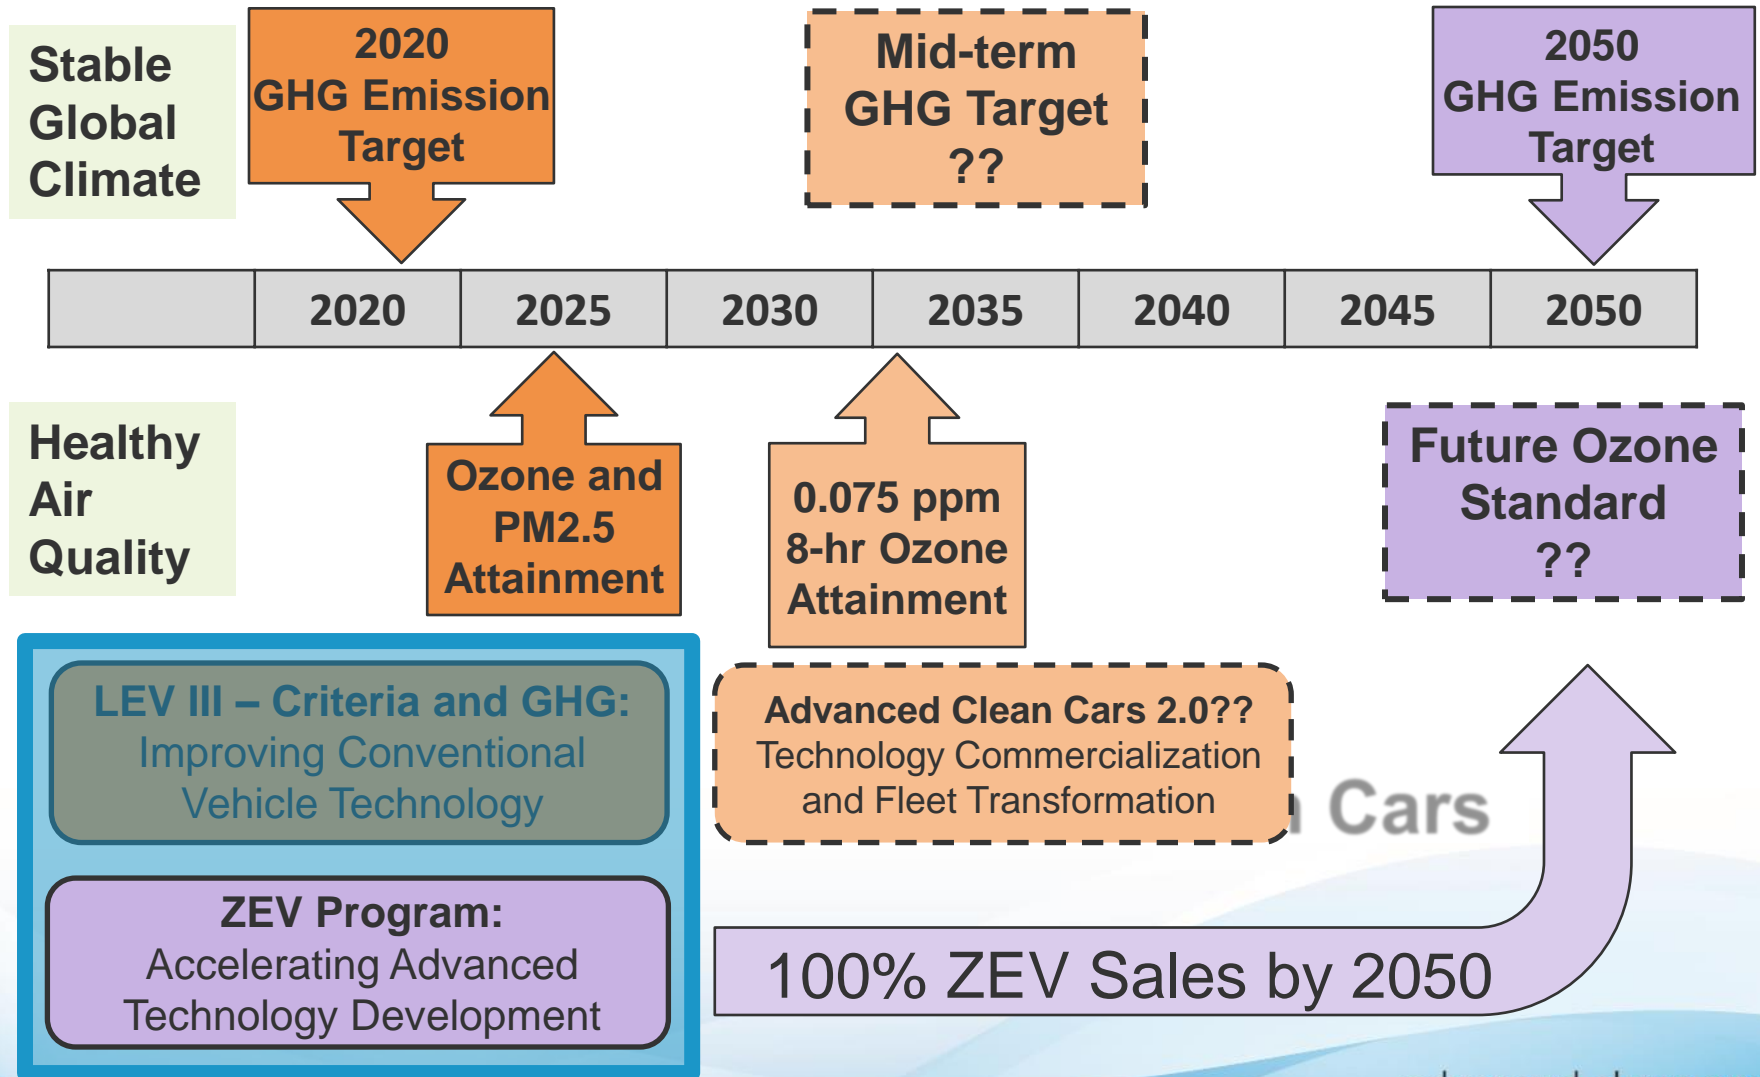 Stable
Global
Climate
2020
GHG Emission
Target
Mid-term
GHG Target
??
2050
GHG Emission
Target
2020 2025 2030 2035 2040 2045 2050
Healthy
Air
Quality
Ozone and
PM2.5
Attainment
0.075 ppm
8-hr Ozone
Attainment
Future Ozone
Standard
??
LEV III – Criteria and GHG:
Improving Conventional
Vehicle Technology
Advanced Clean Cars 2.0??
Technology Commercialization
and Fleet Transformation
Cars
ZEV Program:
Accelerating Advanced
Technology Development
100% ZEV Sales by 2050